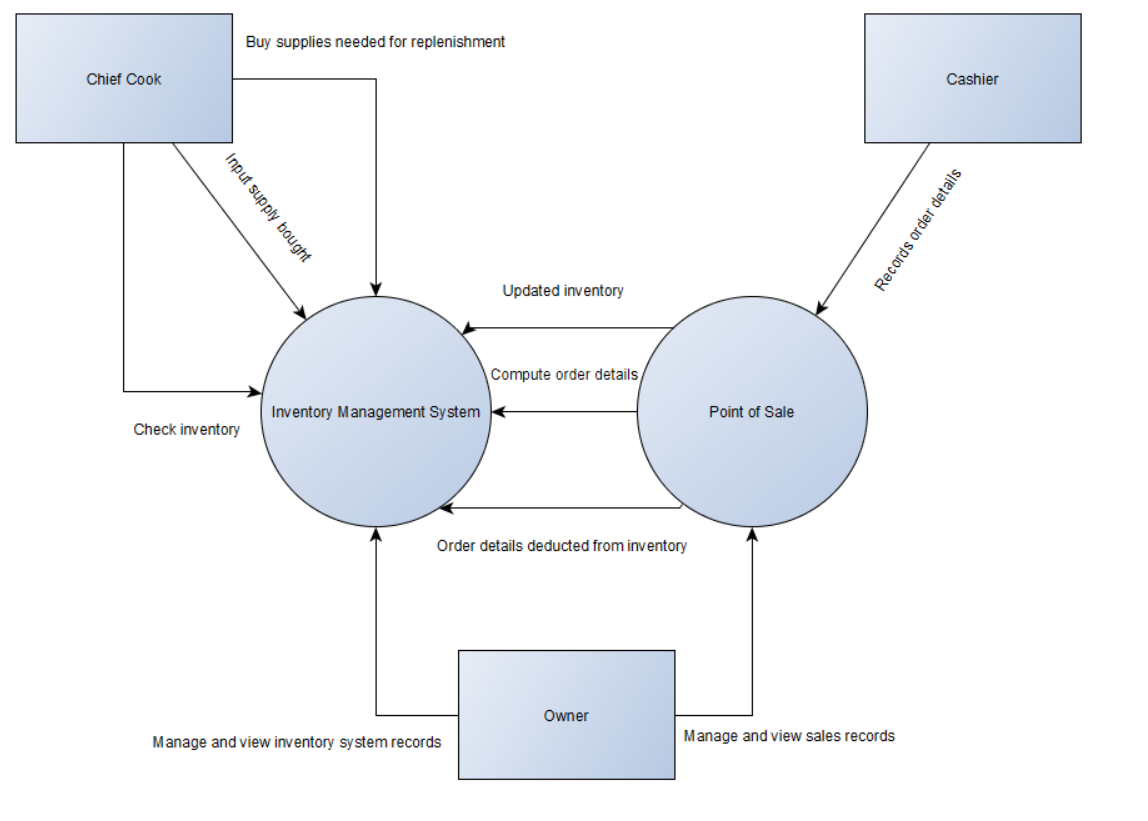 Chief Cook
Buy supplies needed for replenishment
Cashier
Input supply bought
Records order details
Updated inventory
Compute order details
Inventory Management System
Point of Sale
Check inventory
Order details deducted from inventory
Owner
Manage and view inventory system records
Manage and view sales records